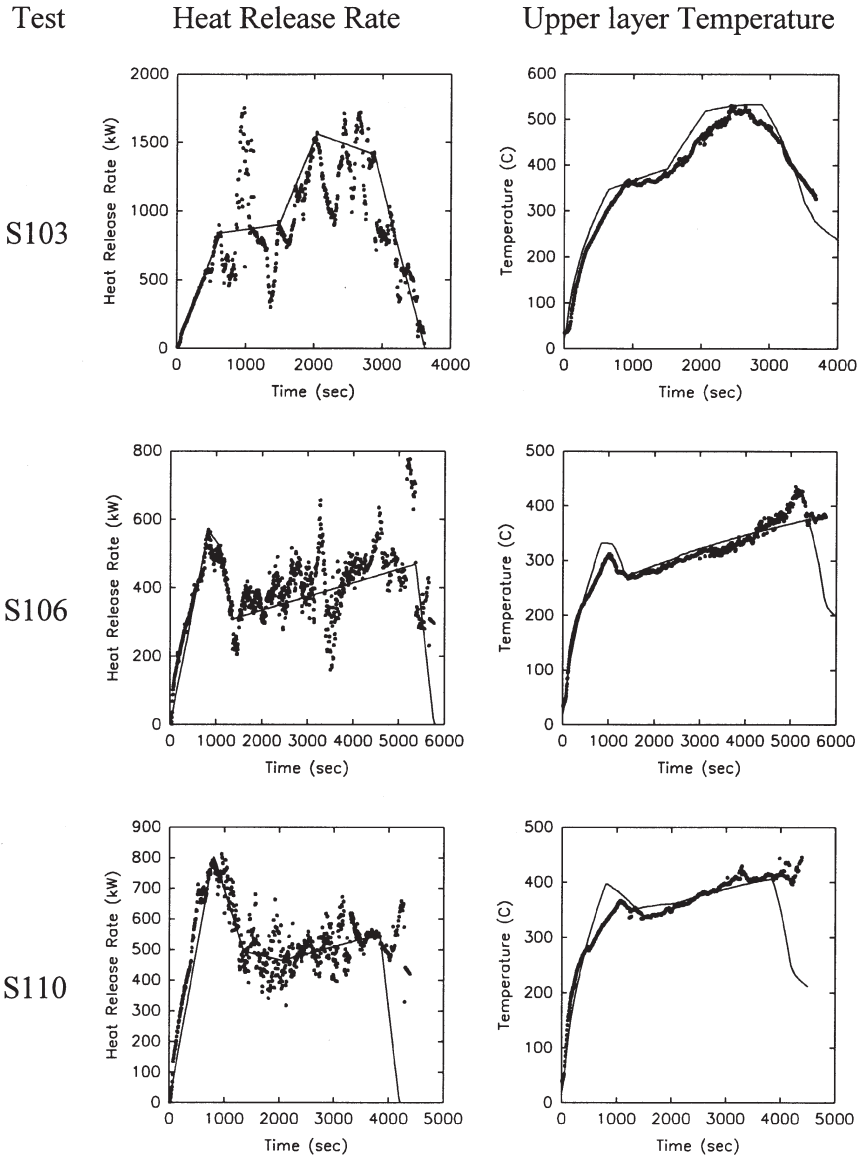 Test Heat Release Rate Upper layer Temperature
S103
Heat Release Rate (kW)
2000
1500
1000
500
0
0 1000 2000 3000 4000
Time (sec)
Temperature (C)
600
500
400
300
200
100
0
0 1000 2000 3000 4000
Time (sec)
S106
Heat Release Rate (kW)
800
600
400
200
0
0 1000 2000 3000 4000 5000 6000
Time (sec)
Temperature (C)
500
400
300
200
100
0
0 1000 2000 3000 4000 5000 6000
Time (sec)
S110
Heat Release Rate (kW)
900
800
700
600
500
400
300
200
100
0
0 1000 2000 3000 4000 5000
Time (sec)
Temperature (C)
500
400
300
200
100
0
0 1000 2000 3000 4000 5000
Time (sec)